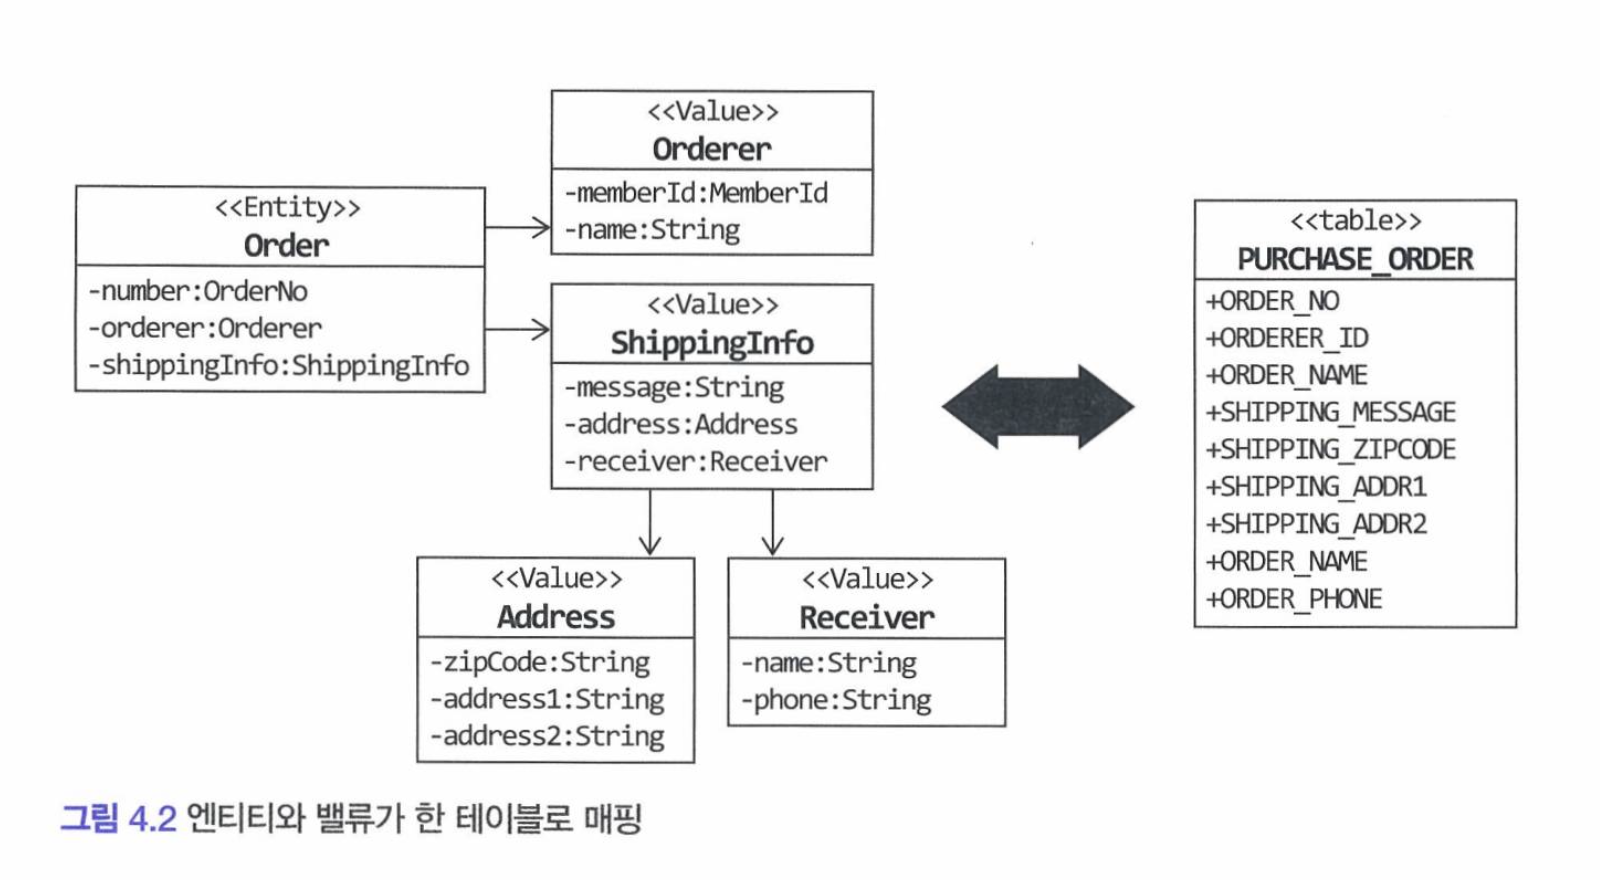 <<Entity>>
Order
-number:OrderNo
-orderer:Orderer
-shippingInfo:ShippingInfo
<<Value>>
Orderer
-memberId:MemberId
-name:String
<<Value>>
ShippingInfo
-message:String
-address:Address
-receiver:Receiver
<<Value>>
Address
-zipCode:String
-address1:String
-address2:String
<<Value>>
Receiver
-name:String
-phone:String
<<table>>
PURCHASE_ORDER
+ORDER_NO
+ORDERER_ID
+ORDER_NAME
+SHIPPING_MESSAGE
+SHIPPING_ZIPCODE
+SHIPPING_ADDR1
+SHIPPING_ADDR2
+ORDER_NAME
+ORDER_PHONE
그림 4.2 엔티티와 밸류가 한 테이블로 매핑